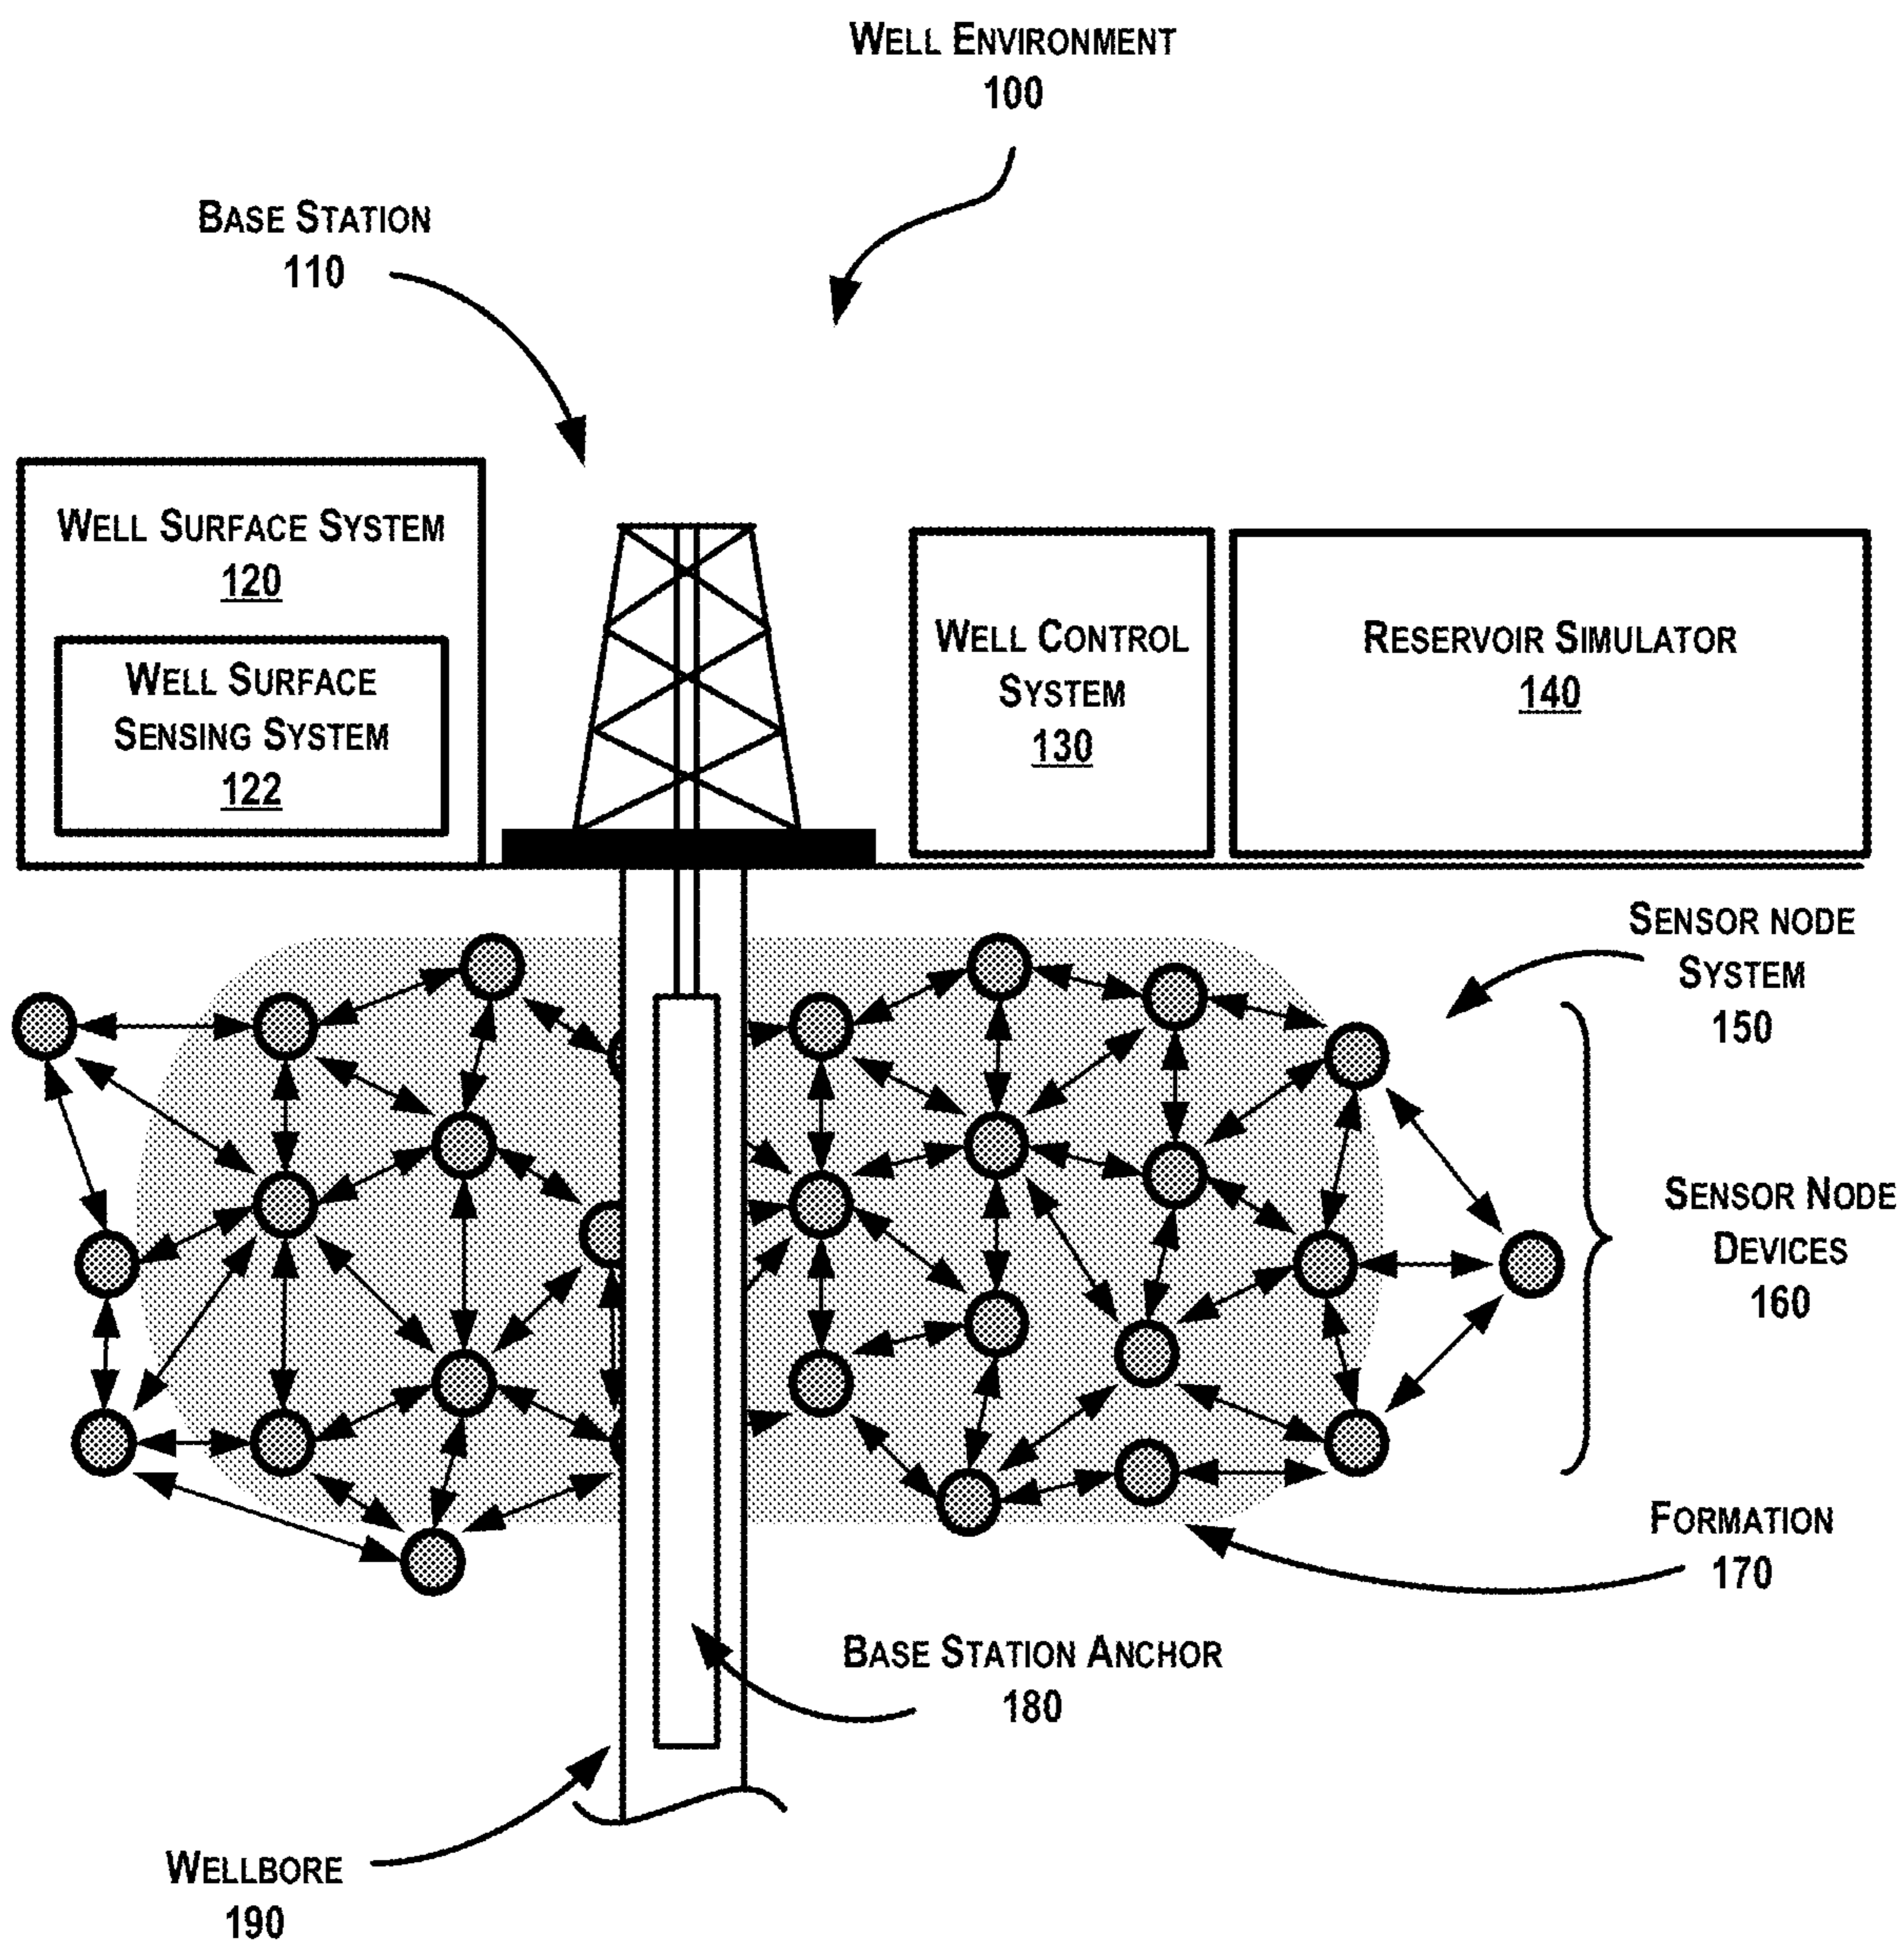 WELL ENVIRONMENT
100
BASE STATION
110
WELL SURFACE SYSTEM
120
WELL SURFACE
SENSING SYSTEM
122
WELL CONTROL
SYSTEM
130
RESERVOIR SIMULATOR
140
SENSOR NODE
SYSTEM
150
SENSOR NODE
DEVICES
160
FORMATION
170
BASE STATION ANCHOR
180
WELLBORE
190